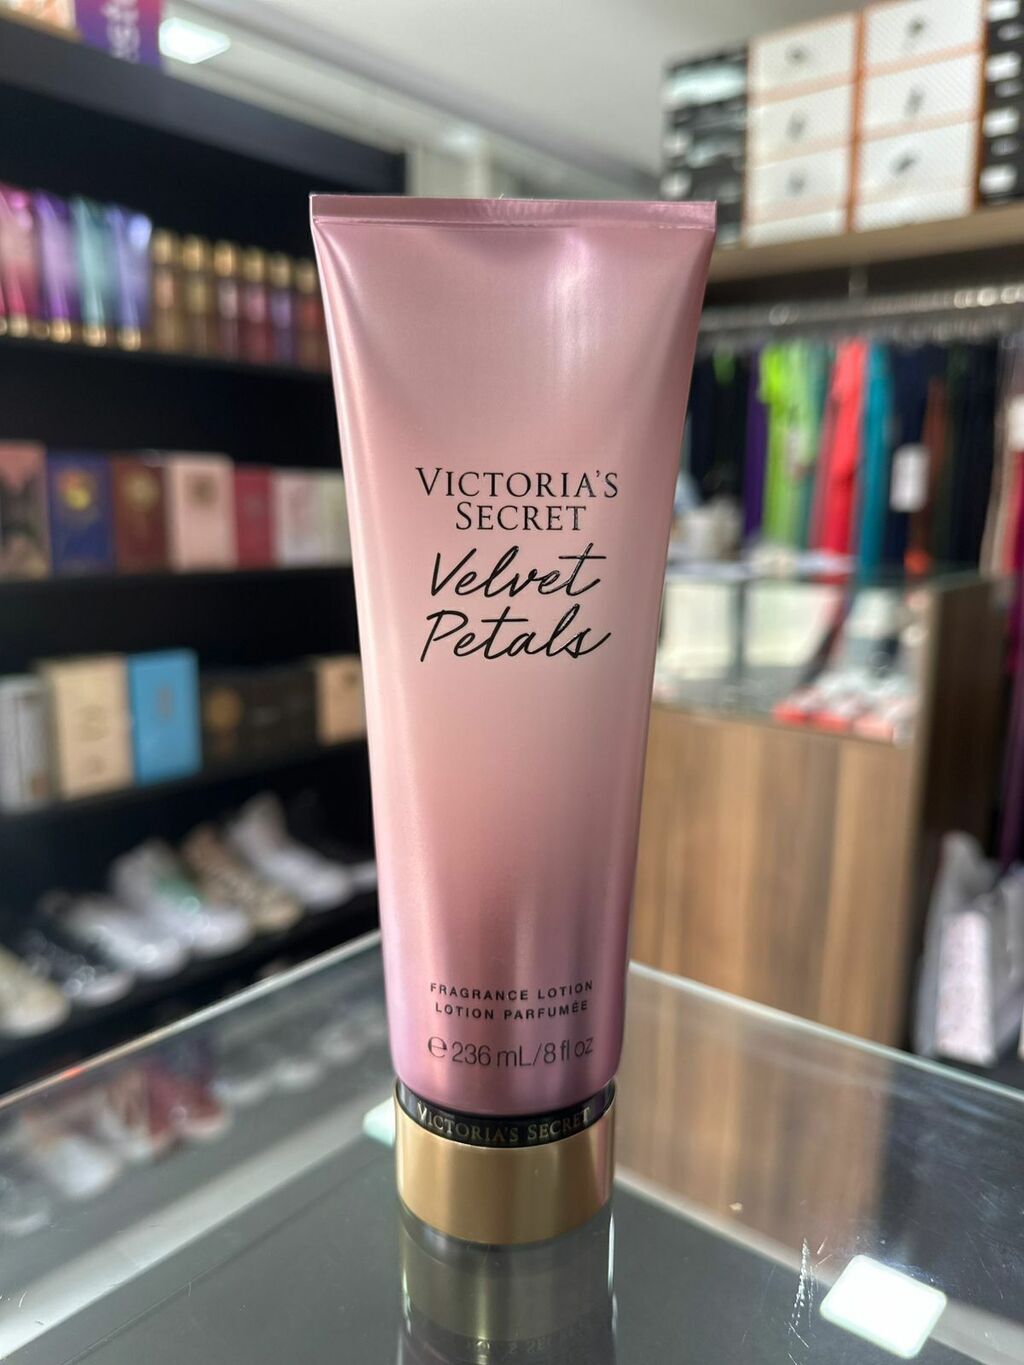 VICTORIA'S
SECRET
Velvet
Petals
FRAGRANCE LOTION
LOTION PARFUMÉE
℮ 236 mL/8 fl oz
VICTORIA'S SECRET